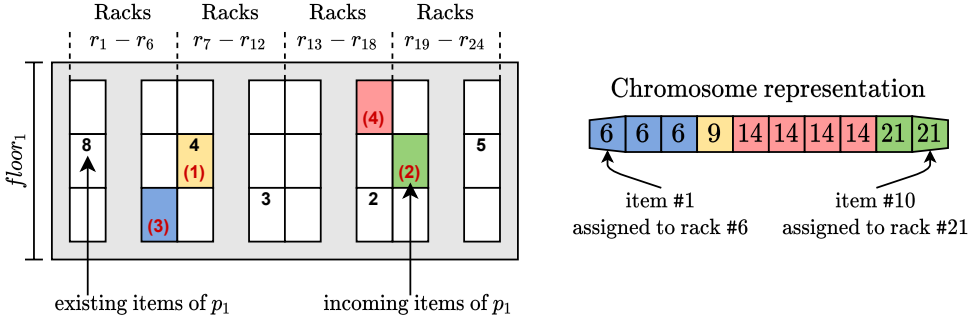 Racks Racks Racks Racks
r₁ − r₆ r₇ − r₁₂ r₁₃ − r₁₈ r₁₉ − r₂₄
floor₁
(4)
8 4 5
(1) (2)
3 2
(3)
existing items of p₁ incoming items of p₁
Chromosome representation
6 6 6 9 14 14 14 14 21 21
item #1
assigned to rack #6
item #10
assigned to rack #21